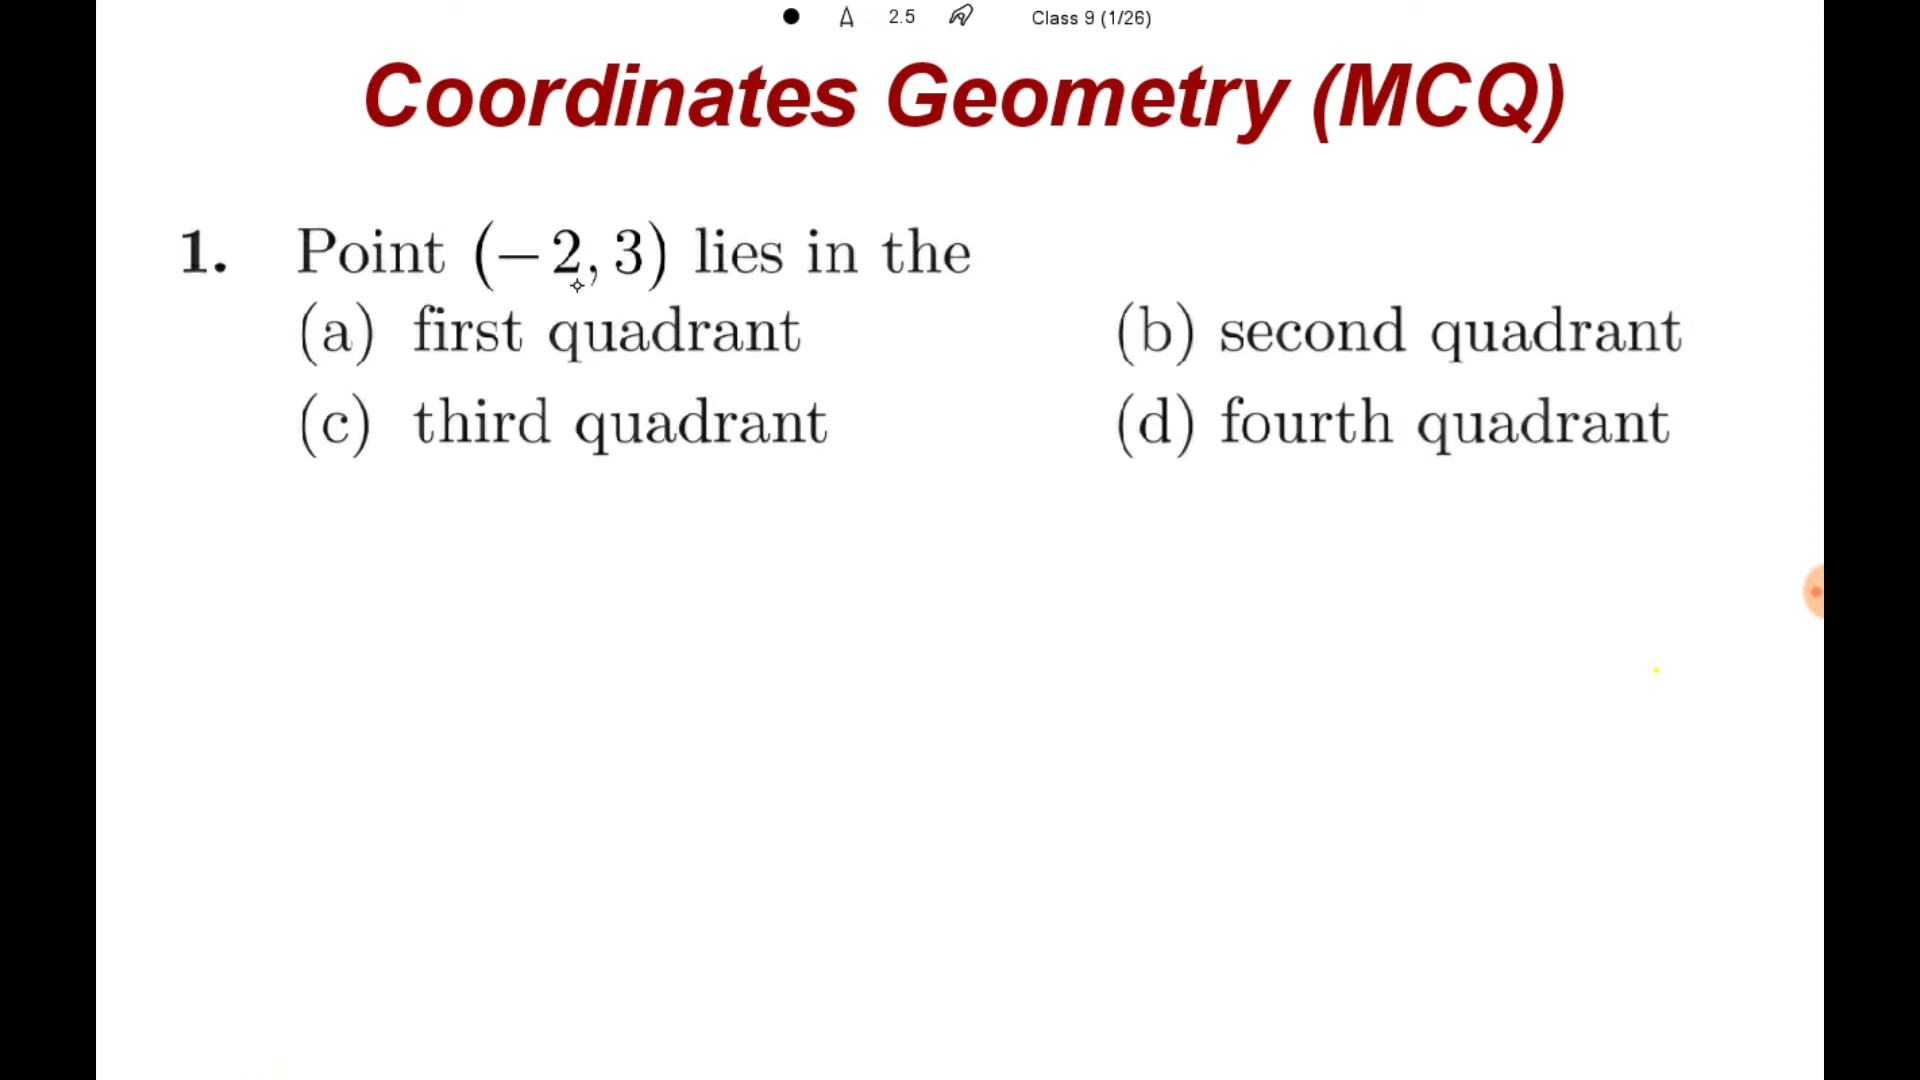 2.5 Class 9 (1/26)
Coordinates Geometry (MCQ)
1. Point (−2, 3) lies in the
(a) first quadrant (b) second quadrant
(c) third quadrant (d) fourth quadrant